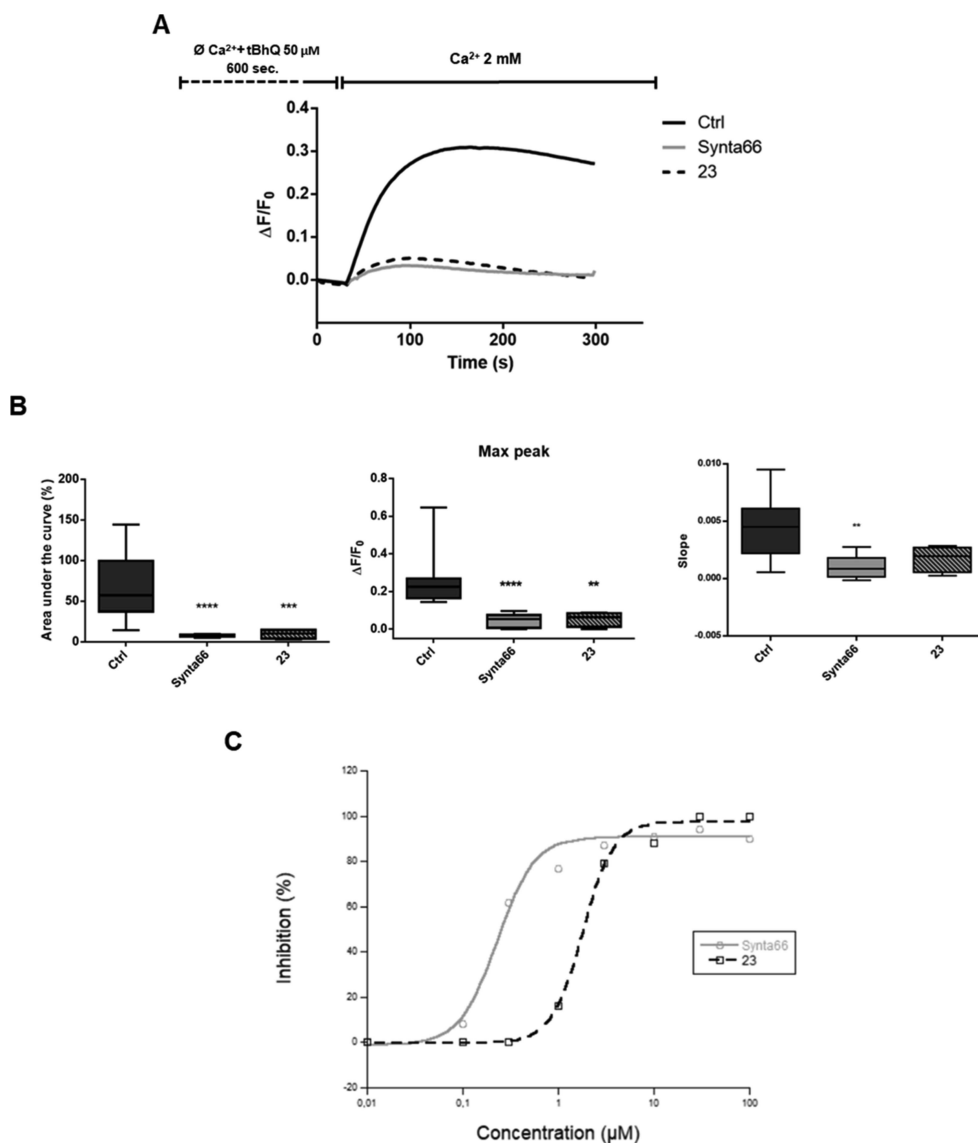 A
Ø Ca²⁺+ tBhQ 50 µM
600 sec.
Ca²⁺ 2 mM
0.4
0.3
0.2
0.1
0.0
ΔF/F₀
0
100
200
300
Time (s)
Ctrl
Synta66
23
B
Area under the curve (%)
200
150
100
50
0
****
***
Ctrl
Synta66
23
Max peak
ΔF/F₀
0.8
0.6
0.4
0.2
0.0
****
**
Ctrl
Synta66
23
Slope
0.010
0.005
0.000
-0.005
**
Ctrl
Synta66
23
C
Inhibition (%)
120
100
80
60
40
20
0
-20
0,01
0,1
1
10
100
Concentration (µM)
Synta66
23